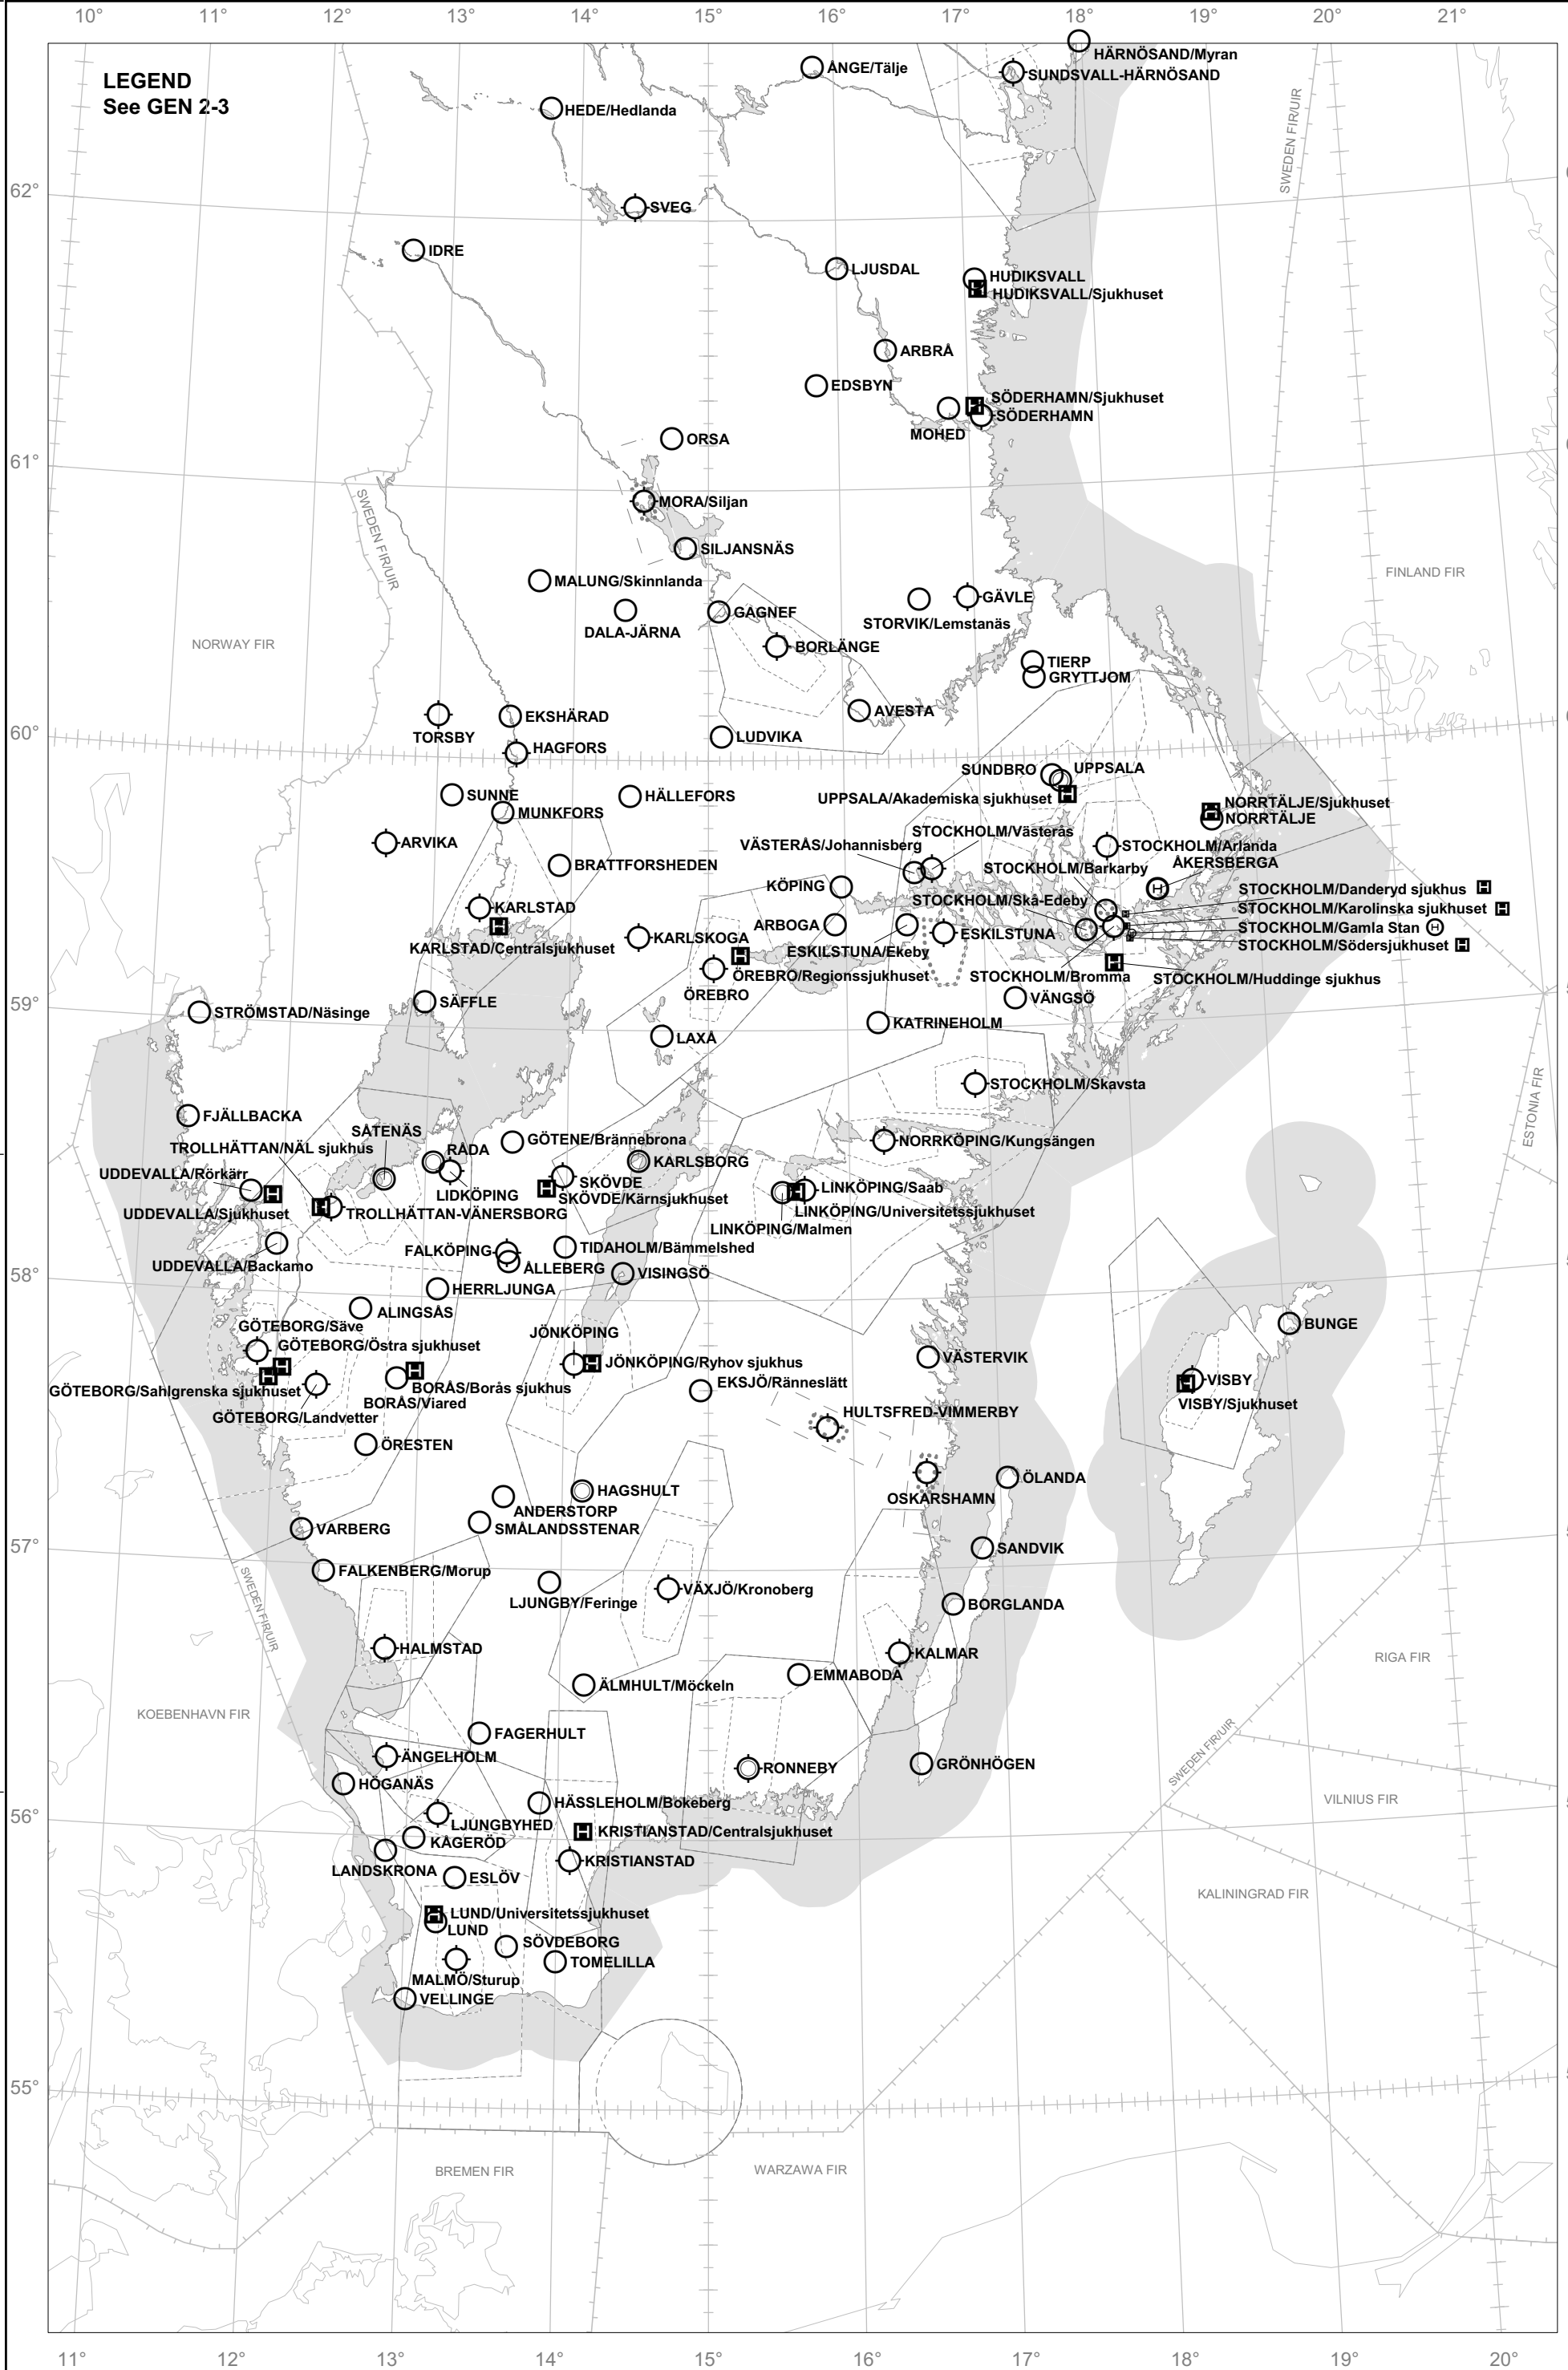 10° 11° 12° 13° 14° 15° 16° 17° 18° 19° 20° 21°
LEGEND
See GEN 2-3
HÄRNÖSAND/Myran
ÅNGE/Tälje
SUNDSVALL-HÄRNÖSAND
HEDE/Hedlanda
SWEDEN FIR/UIR
62°
SVEG
IDRE
LJUSDAL
HUDIKSVALL
HUDIKSVALL/Sjukhuset
ARBRÅ
EDSBYN
SÖDERHAMN/Sjukhuset
SÖDERHAMN
MOHED
ORSA
61°
SWEDEN FIR/UIR
MORA/Siljan
SILJANSNÄS
FINLAND FIR
MALUNG/Skinnlanda
GÄVLE
DALA-JÄRNA
GAGNEF
STORVIK/Lemstanäs
NORWAY FIR
BORLÄNGE
TIERP
GRYTTJOM
AVESTA
EKSHÄRAD
TORSBY
60°
LUDVIKA
HAGFORS
SUNDBRO
UPPSALA
SUNNE
HÄLLEFORS
UPPSALA/Akademiska sjukhuset
NORRTÄLJE/Sjukhuset
MUNKFORS
NORRTÄLJE
STOCKHOLM/Västerås
ARVIKA
VÄSTERÅS/Johannisberg
STOCKHOLM/Arlanda
ÅKERSBERGA
BRATTFORSHEDEN
STOCKHOLM/Barkarby
KÖPING
STOCKHOLM/Danderyd sjukhus H
STOCKHOLM/Skå-Edeby
KARLSTAD
STOCKHOLM/Karolinska sjukhuset H
ARBOGA
STOCKHOLM/Gamla Stan H
KARLSKOGA
ESKILSTUNA
KARLSTAD/Centralsjukhuset
STOCKHOLM/Södersjukhuset H
ESKILSTUNA/Ekeby
ÖREBRO/Regionssjukhuset
STOCKHOLM/Bromma
STOCKHOLM/Huddinge sjukhus
ÖREBRO
VÄNGSÖ
SÄFFLE
59°
STRÖMSTAD/Näsinge
KATRINEHOLM
LAXÅ
STOCKHOLM/Skavsta
ESTONIA FIR
FJÄLLBACKA
SÅTENÄS
GÖTENE/Brännebrona
NORRKÖPING/Kungsängen
TROLLHÄTTAN/NÄL sjukhus
RÅDA
KARLSBORG
UDDEVALLA/Rörkärr
SKÖVDE
LINKÖPING/Saab
LIDKÖPING
SKÖVDE/Kärnsjukhuset
UDDEVALLA/Sjukhuset
TROLLHÄTTAN-VÄNERSBORG
LINKÖPING/Universitetssjukhuset
LINKÖPING/Malmen
FALKÖPING
TIDAHOLM/Bämmelshed
UDDEVALLA/Backamo
ÅLLEBERG
VISINGSÖ
58°
HERRLJUNGA
ALINGSÅS
GÖTEBORG/Säve
BUNGE
JÖNKÖPING
GÖTEBORG/Östra sjukhuset
VÄSTERVIK
JÖNKÖPING/Ryhov sjukhus
VISBY
EKSJÖ/Ränneslätt
BORÅS/Borås sjukhus
GÖTEBORG/Sahlgrenska sjukhuset
BORÅS/Viared
VISBY/Sjukhuset
HULTSFRED-VIMMERBY
GÖTEBORG/Landvetter
ÖRESTEN
ÖLANDA
HAGSHULT
OSKARSHAMN
ANDERSTORP
SMÅLANDSSTENAR
VARBERG
57°
SANDVIK
FALKENBERG/Morup
SWEDEN FIR/UIR
VÄXJÖ/Kronoberg
LJUNGBY/Feringe
BORGLANDA
HALMSTAD
KALMAR
RIGA FIR
EMMABODA
ÄLMHULT/Möckeln
KOEBENHAVN FIR
FAGERHULT
SWEDEN FIR/UIR
ÄNGELHOLM
RONNEBY
GRÖNHÖGEN
HÖGANÄS
VILNIUS FIR
HÄSSLEHOLM/Bokeberg
56°
LJUNGBYHED
KRISTIANSTAD/Centralsjukhuset
KÅGERÖD
KRISTIANSTAD
LANDSKRONA
ESLÖV
KALININGRAD FIR
LUND/Universitetssjukhuset
LUND
SÖVDEBORG
TOMELILLA
MALMÖ/Sturup
VELLINGE
55°
BREMEN FIR
WARZAWA FIR
11° 12° 13° 14° 15° 16° 17° 18° 19° 20°